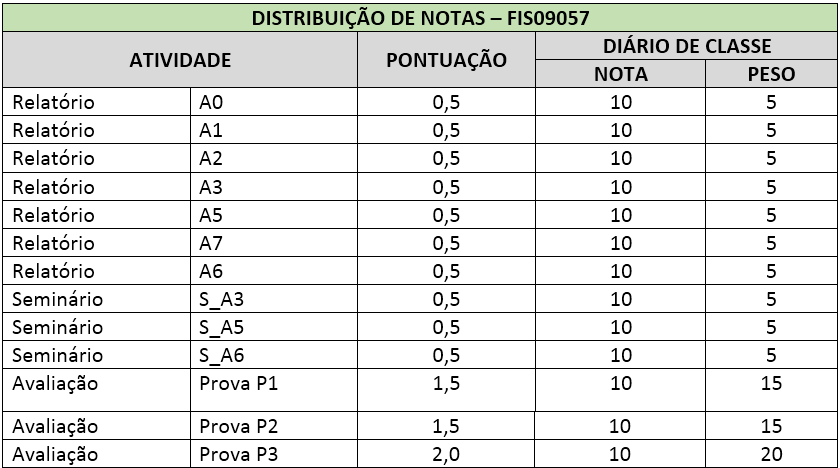 DISTRIBUIÇÃO DE NOTAS – FIS09057
ATIVIDADE PONTUAÇÃO DIÁRIO DE CLASSE
NOTA PESO
Relatório A0 0,5 10 5
Relatório A1 0,5 10 5
Relatório A2 0,5 10 5
Relatório A3 0,5 10 5
Relatório A5 0,5 10 5
Relatório A7 0,5 10 5
Relatório A6 0,5 10 5
Seminário S_A3 0,5 10 5
Seminário S_A5 0,5 10 5
Seminário S_A6 0,5 10 5
Avaliação Prova P1 1,5 10 15
Avaliação Prova P2 1,5 10 15
Avaliação Prova P3 2,0 10 20